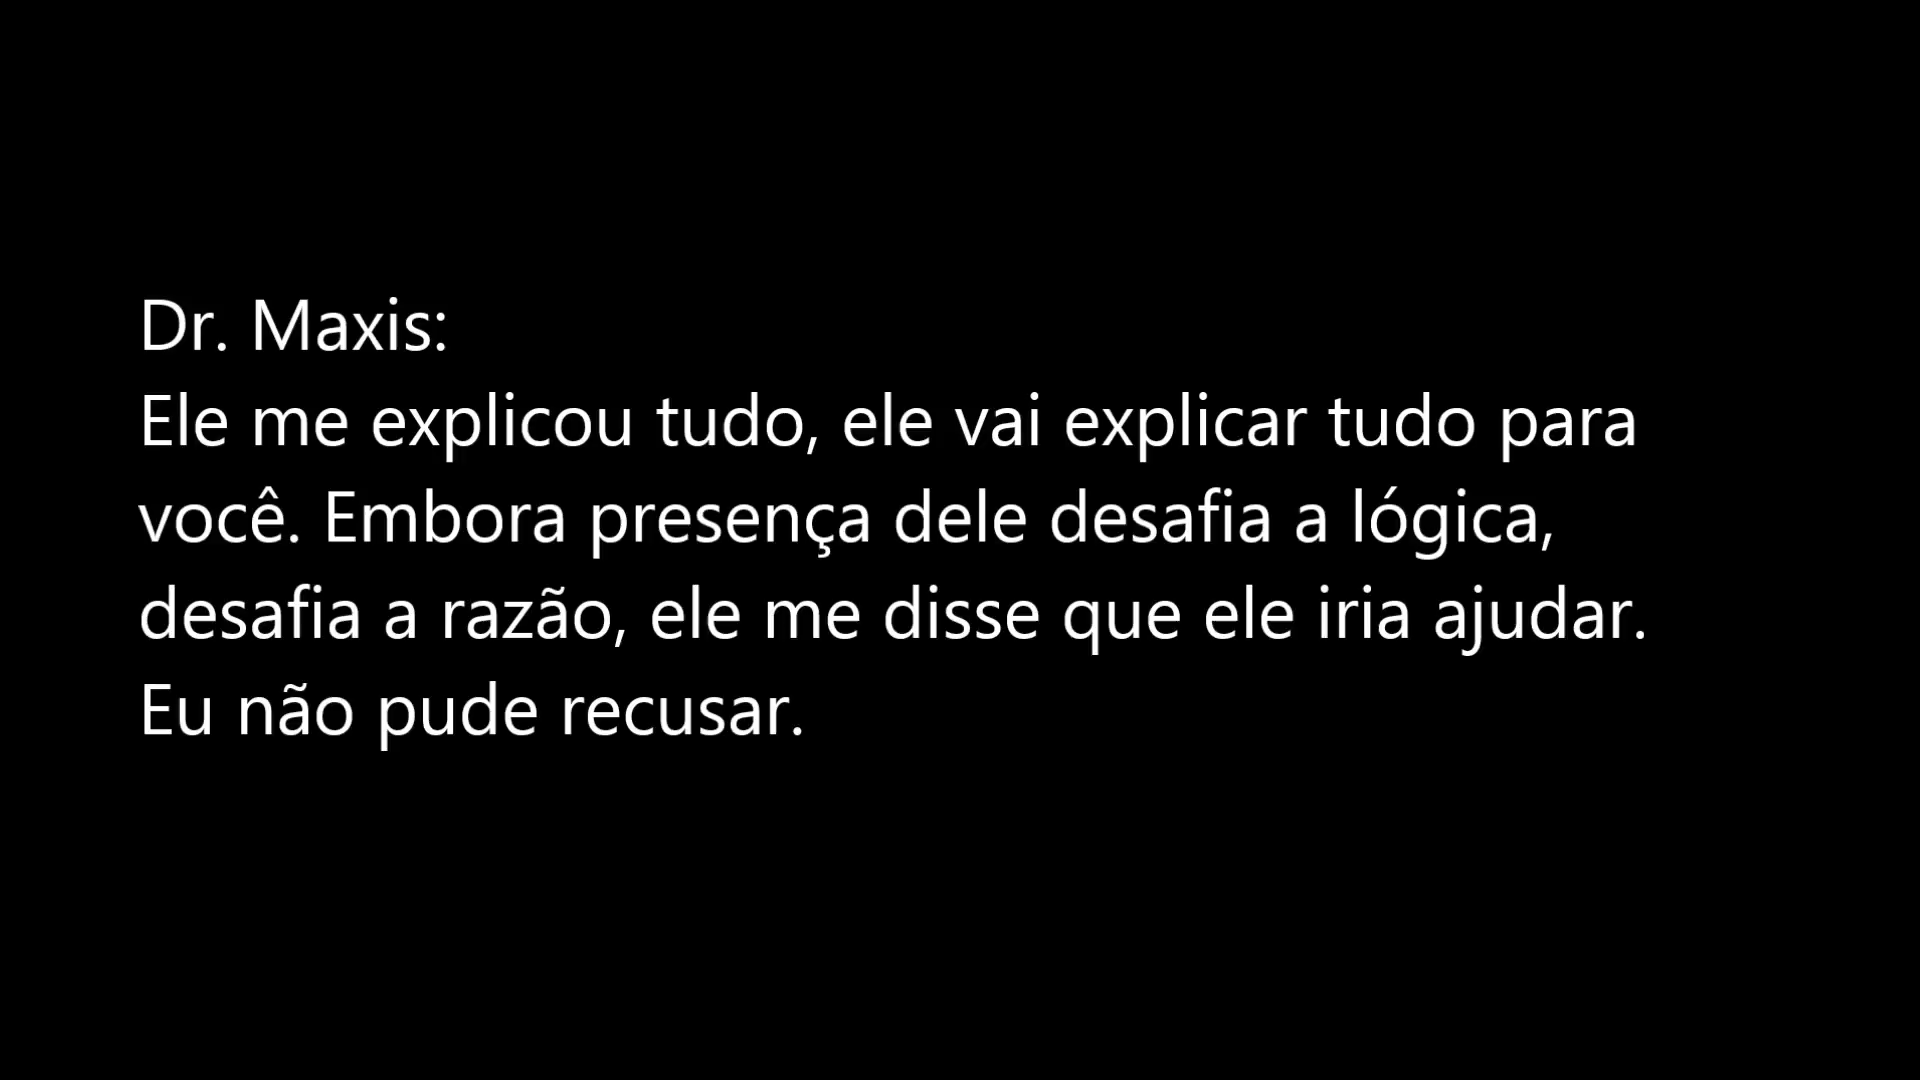 Dr. Maxis:
Ele me explicou tudo, ele vai explicar tudo para
você. Embora presença dele desafia a lógica,
desafia a razão, ele me disse que ele iria ajudar.
Eu não pude recusar.